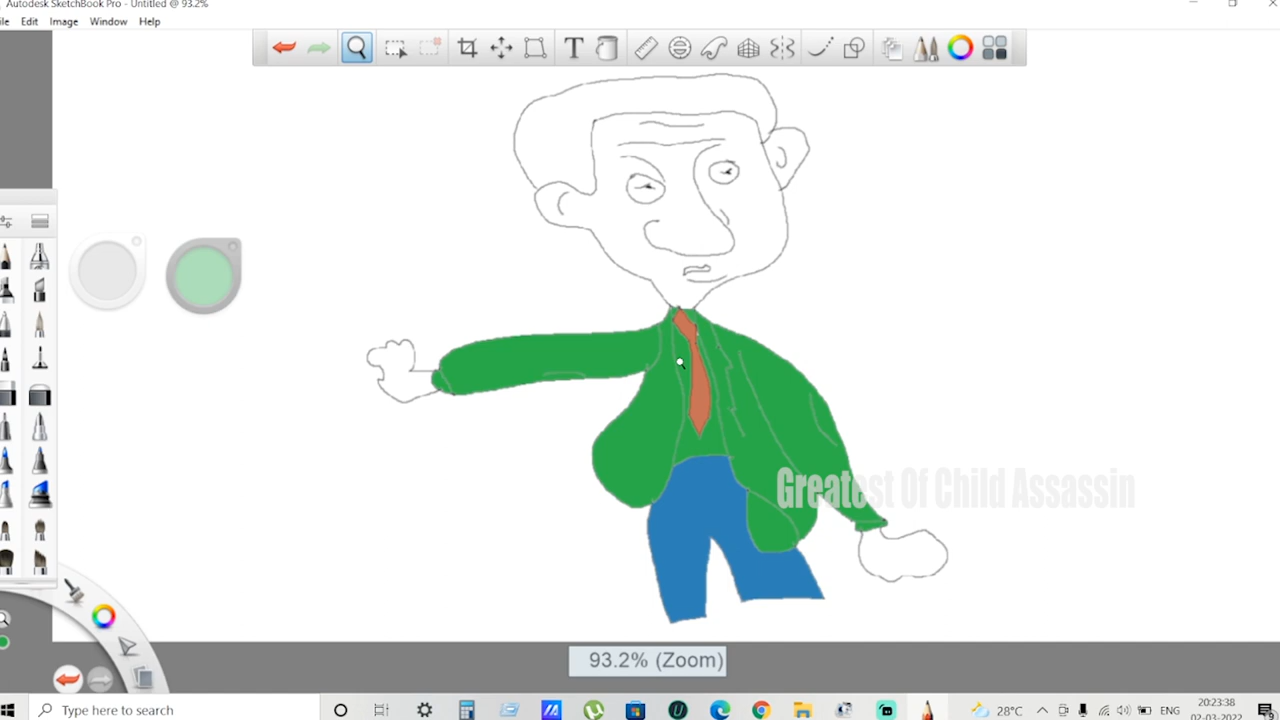 Autodesk SketchBook Pro - Untitled @ 93.2%
Edit Image Window Help
Greatest Of Child Assassin
93.2% (Zoom)
Type here to search
28°C
ENG
20:23:38